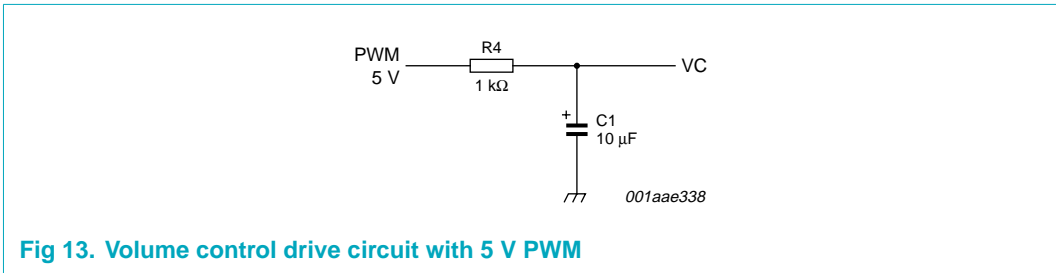 PWM
5 V
R4
1 kΩ
VC
+
C1
10 μF
001aae338
Fig 13. Volume control drive circuit with 5 V PWM